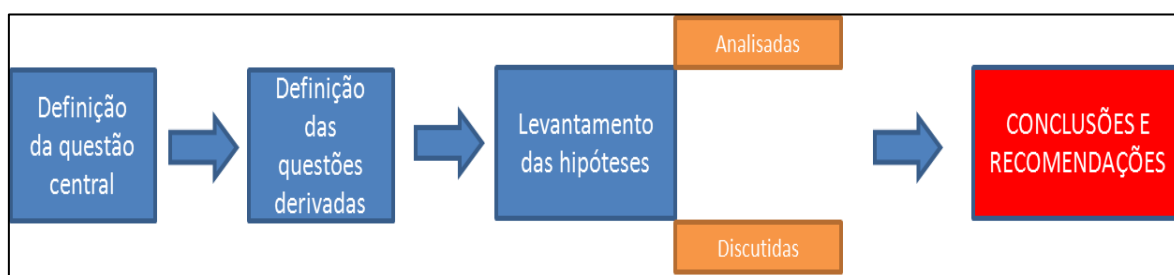 Definição
da questão
central
Definição
das
questões
derivadas
Levantamento
das hipóteses
Analisadas
Discutidas
CONCLUSÕES E
RECOMENDAÇÕES